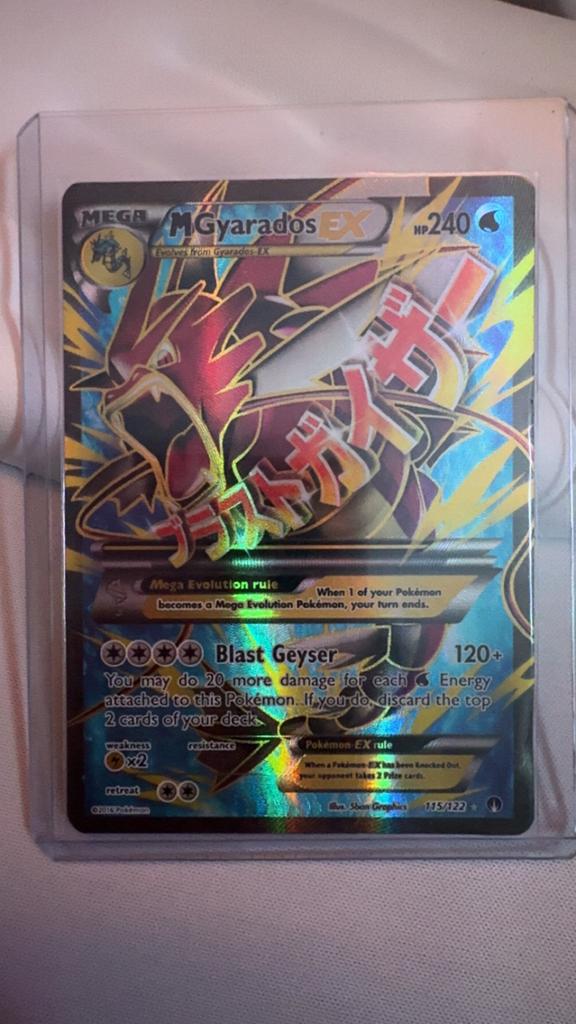 MEGA
M Gyarados EX
HP240
Evolves from Gyarados-EX
ブラストガイザー
Mega Evolution rule
When 1 of your Pokémon
becomes a Mega Evolution Pokémon, your turn ends.
Blast Geyser 120+
You may do 20 more damage for each Energy
attached to this Pokémon. If you do, discard the top
2 cards of your deck.
weakness resistance
×2
Pokémon-EX rule
When a Pokémon-EX has been Knocked Out,
your opponent takes 2 Prize cards.
retreat
©2016 Pokémon
Illus. 5ban Graphics 115/122